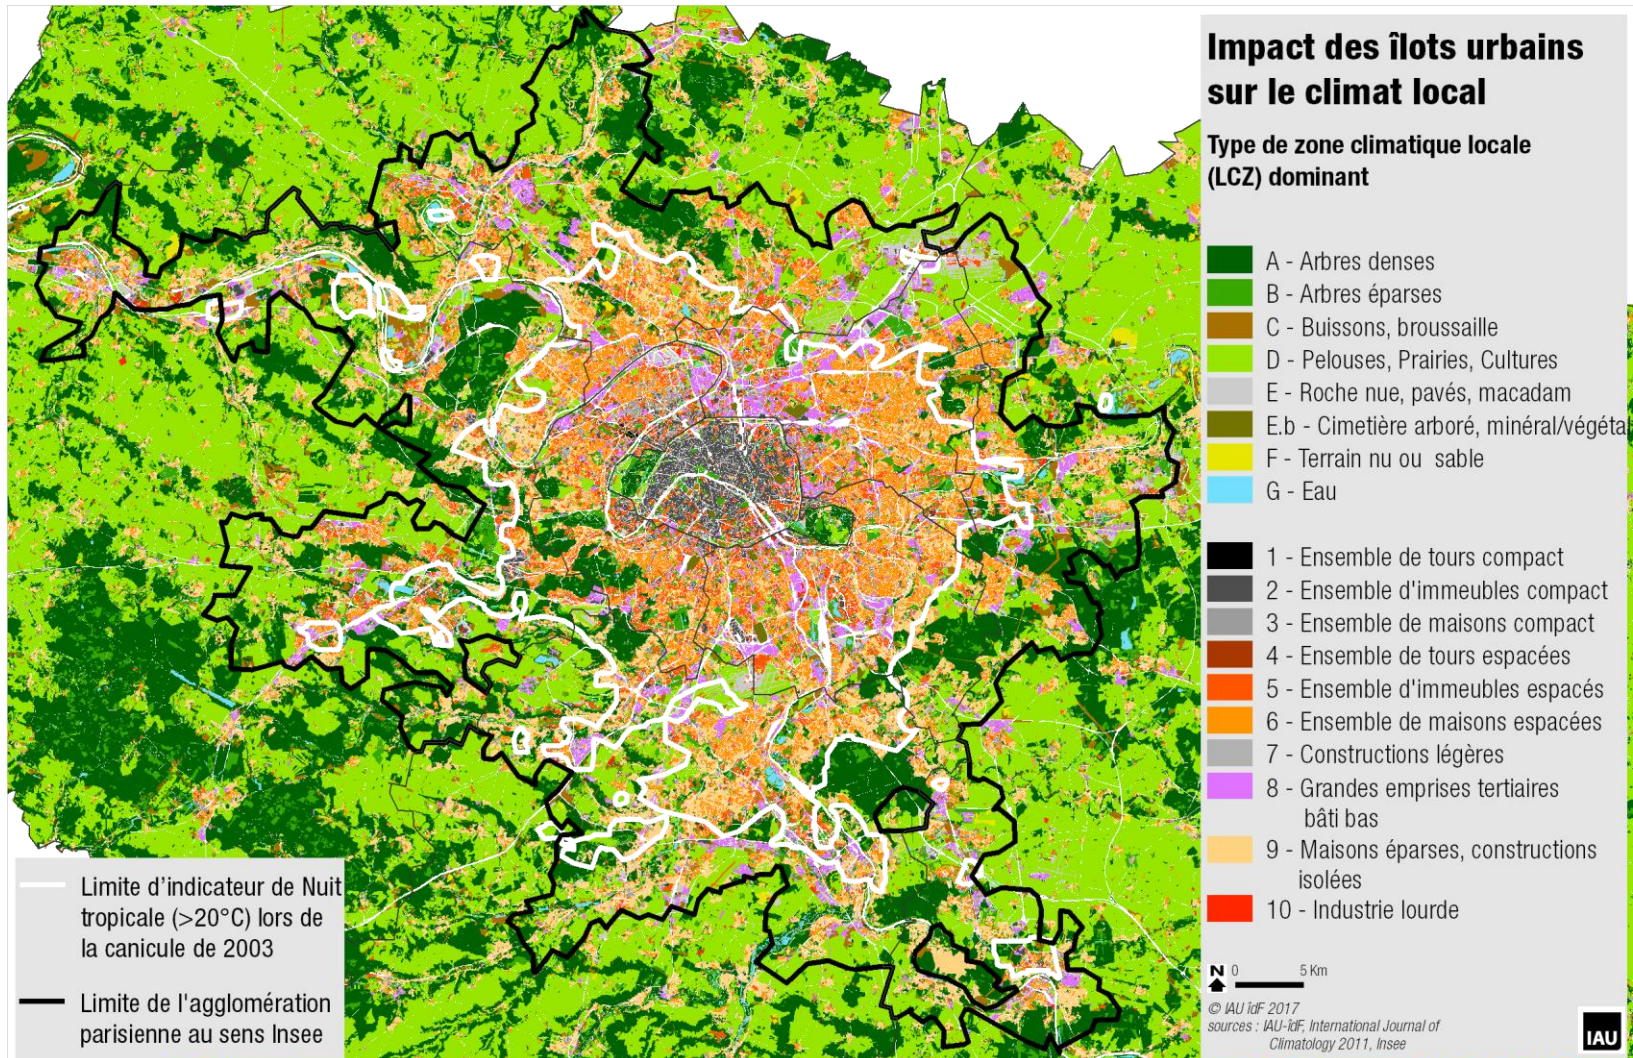 Impact des îlots urbains
sur le climat local
Type de zone climatique locale
(LCZ) dominant
A - Arbres denses
B - Arbres éparses
C - Buissons, broussaille
D - Pelouses, Prairies, Cultures
E - Roche nue, pavés, macadam
E.b - Cimetière arboré, minéral/végéta
F - Terrain nu ou sable
G - Eau
1 - Ensemble de tours compact
2 - Ensemble d'immeubles compact
3 - Ensemble de maisons compact
4 - Ensemble de tours espacées
5 - Ensemble d'immeubles espacés
6 - Ensemble de maisons espacées
7 - Constructions légères
8 - Grandes emprises tertiaires
bâti bas
9 - Maisons éparses, constructions
isolées
10 - Industrie lourde
N 0 5 Km
© IAU îdF 2017
sources : IAU-îdF, International Journal of
Climatology 2011, Insee
IAU
Limite d'indicateur de Nuit
tropicale (>20°C) lors de
la canicule de 2003
Limite de l'agglomération
parisienne au sens Insee